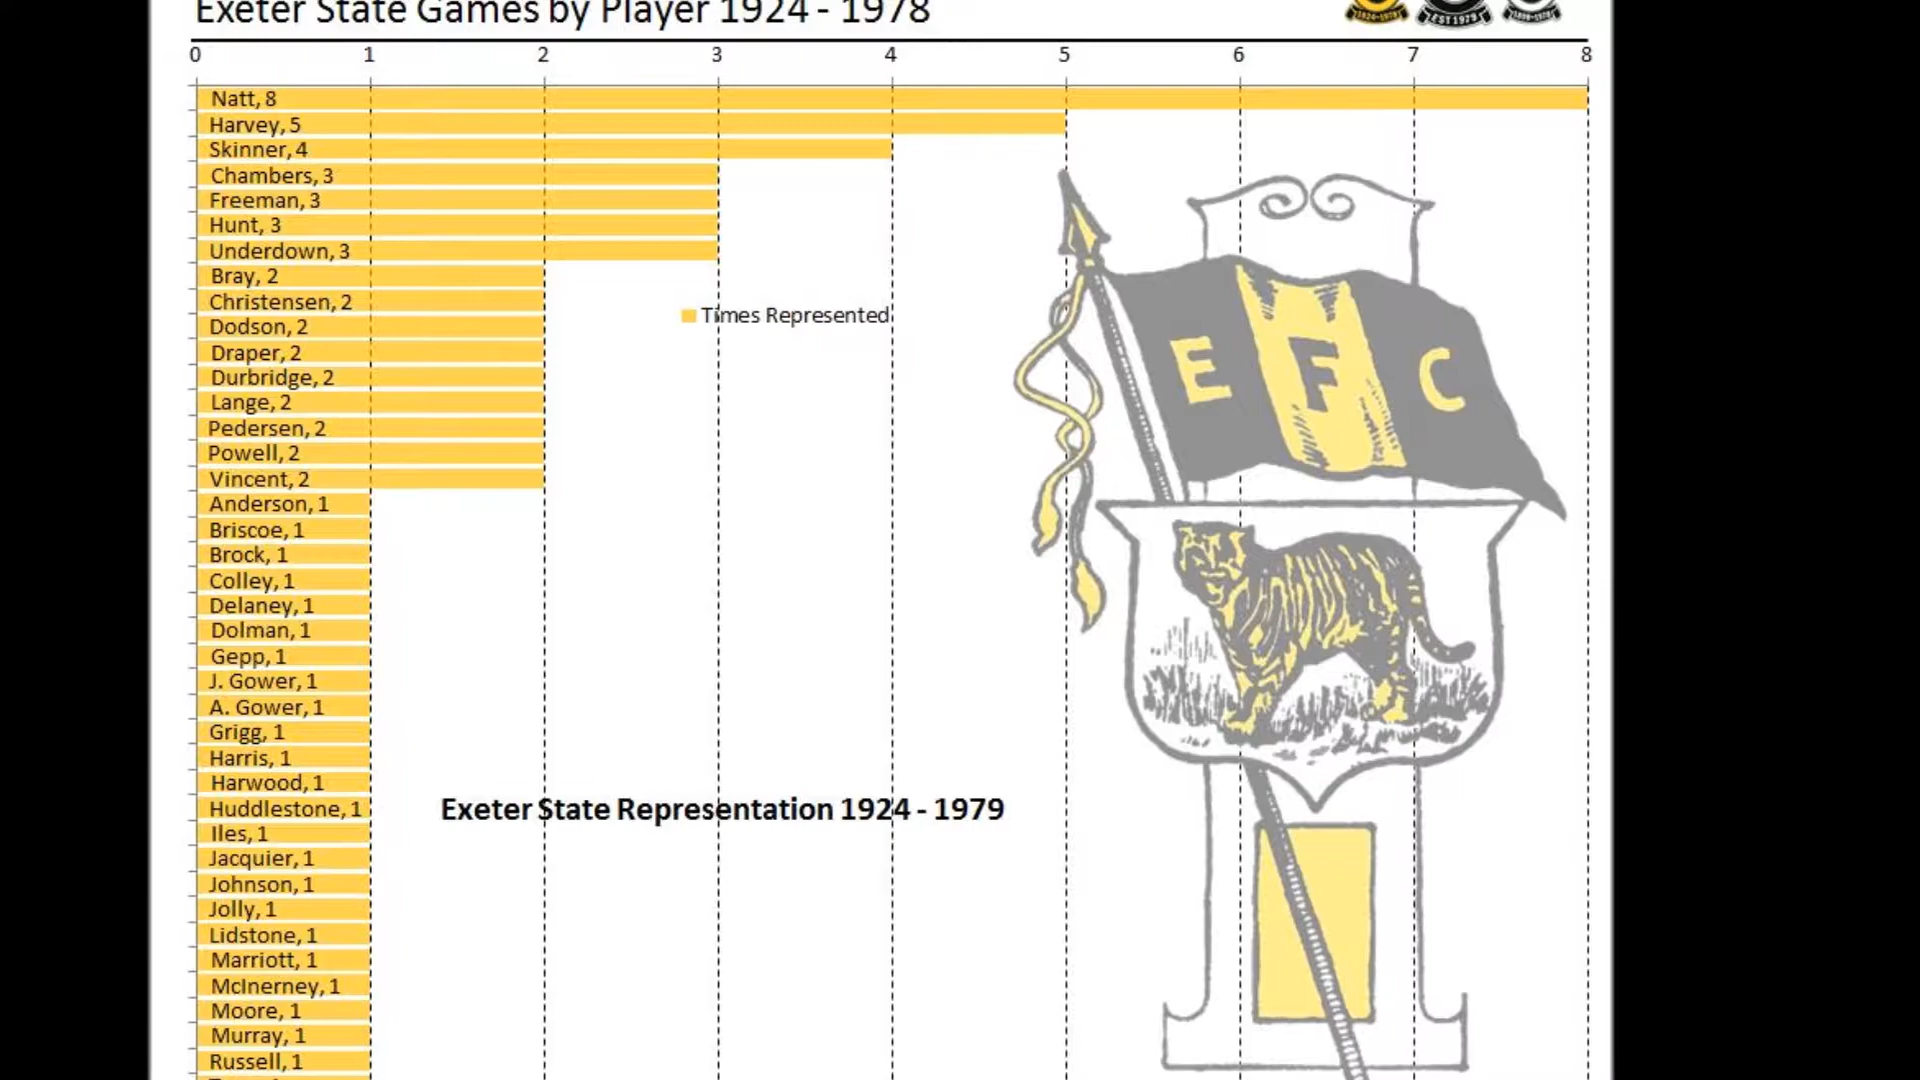 Exeter State Games by Player 1924 - 1978
1924-1978
EST 1979
0 1 2 3 4 5 6 7 8
Natt, 8
Harvey, 5
Skinner, 4
Chambers, 3
Freeman, 3
Hunt, 3
Underdown, 3
Bray, 2
Christensen, 2
Times Represented
Dodson, 2
Draper, 2
Durbridge, 2
Lange, 2
Pedersen, 2
Powell, 2
Vincent, 2
E F C
Anderson, 1
Briscoe, 1
Brock, 1
Colley, 1
Delaney, 1
Dolman, 1
Gepp, 1
J. Gower, 1
A. Gower, 1
Grigg, 1
Harris, 1
Harwood, 1
Huddlestone, 1
Exeter State Representation 1924 - 1979
Iles, 1
Jacquier, 1
Johnson, 1
Jolly, 1
Lidstone, 1
Marriott, 1
McInerney, 1
Moore, 1
Murray, 1
Russell, 1